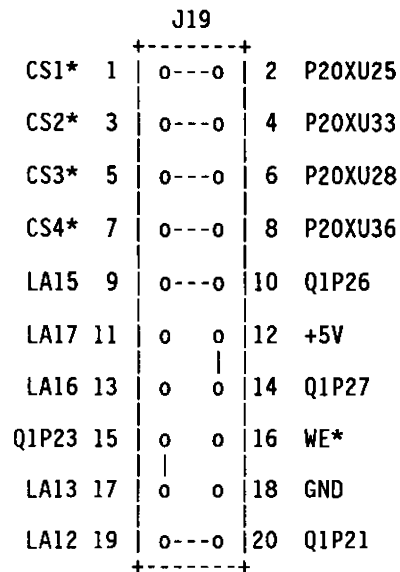 J19
+-------+
CS1* 1 | o---o | 2 P20XU25
CS2* 3 | o---o | 4 P20XU33
CS3* 5 | o---o | 6 P20XU28
CS4* 7 | o---o | 8 P20XU36
LA15 9 | o---o | 10 Q1P26
LA17 11 | o o | 12 +5V
|
LA16 13 | o o | 14 Q1P27
Q1P23 15 | o o | 16 WE*
|
LA13 17 | o o | 18 GND
LA12 19 | o---o | 20 Q1P21
+-------+